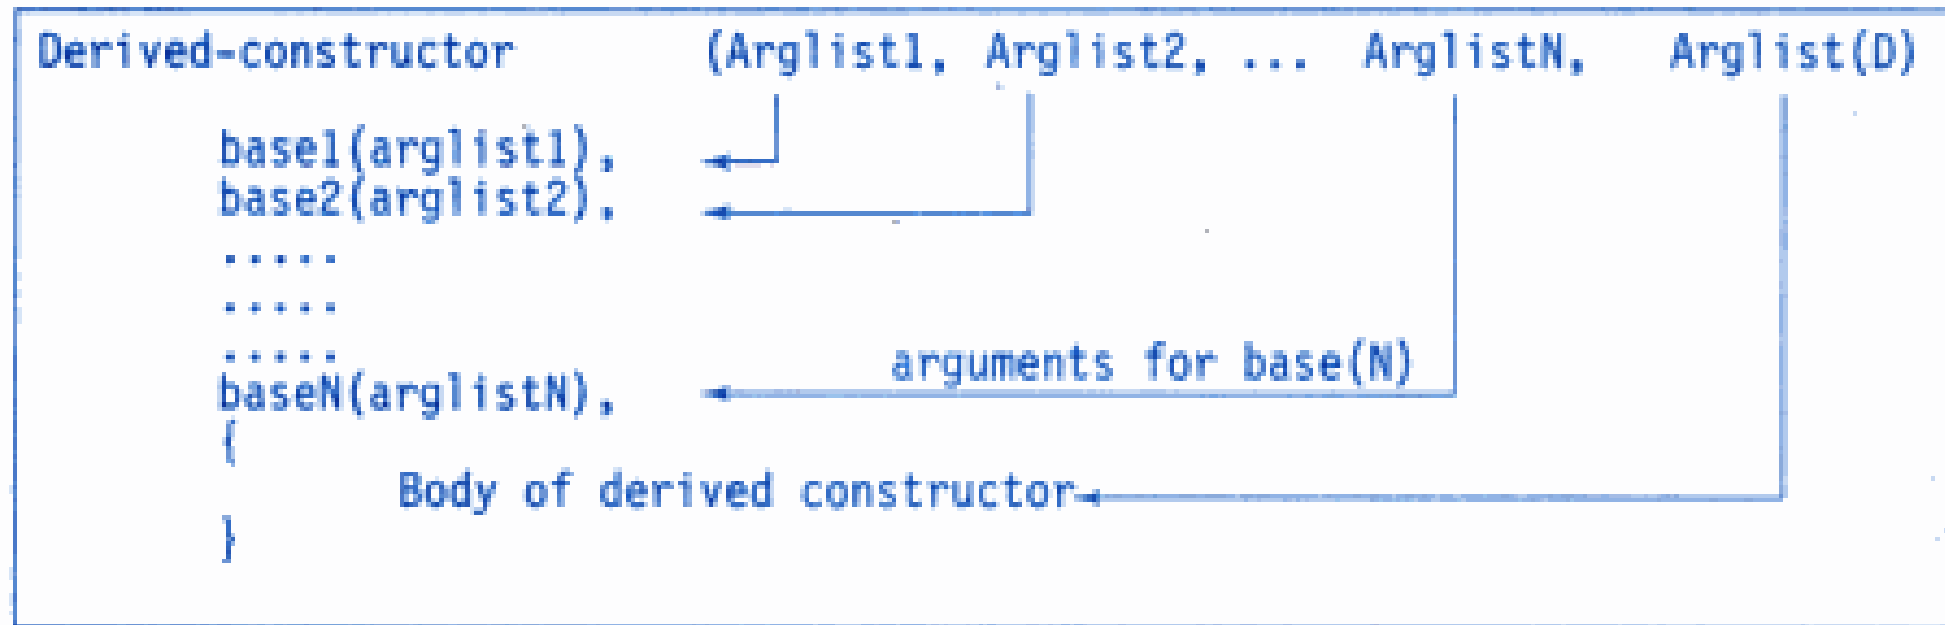 Derived-constructor (Arglist1, Arglist2, ... ArglistN, Arglist(D)
base1(arglist1),
base2(arglist2),
.....
.....
.....
arguments for base(N)
baseN(arglistN),
{
Body of derived constructor
}